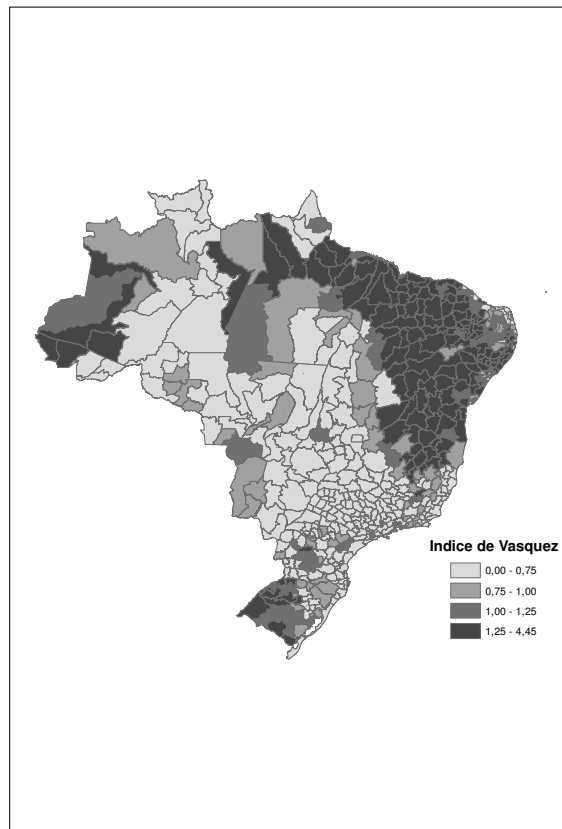 Indice de Vasquez
0,00 - 0,75
0,75 - 1,00
1,00 - 1,25
1,25 - 4,45